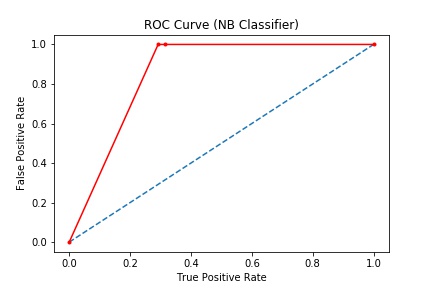 ROC Curve (NB Classifier)
1.0
0.8
0.6
0.4
0.2
0.0
False Positive Rate
0.0 0.2 0.4 0.6 0.8 1.0
True Positive Rate